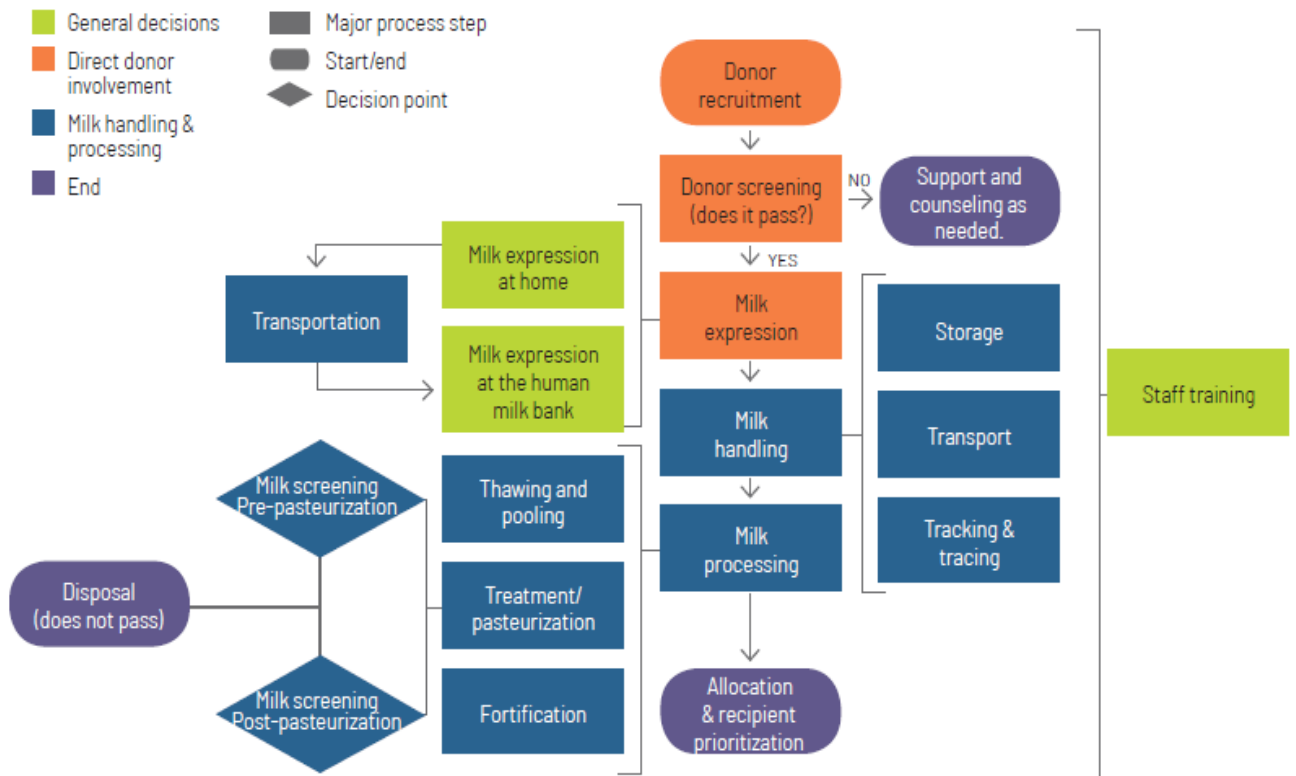 General decisions
Direct donor
involvement
Milk handling &
processing
End
Major process step
Start/end
Decision point
Donor
recruitment
Donor screening
(does it pass?)
NO
Support and
counseling as
needed.
YES
Milk expression
at home
Transportation
Milk expression
at the human
milk bank
Milk
expression
Storage
Milk
handling
Transport
Tracking &
tracing
Staff training
Milk screening
Pre-pasteurization
Thawing and
pooling
Milk
processing
Disposal
(does not pass)
Treatment/
pasteurization
Milk screening
Post-pasteurization
Fortification
Allocation
& recipient
prioritization